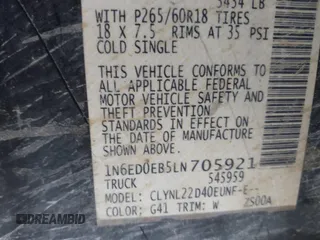 5454 LB
WITH P265/60R18 TIRES
18 X 7.5 RIMS AT 35 PSI
COLD SINGLE
THIS VEHICLE CONFORMS TO
ALL APPLICABLE FEDERAL
MOTOR VEHICLE SAFETY AND
THEFT PREVENTION
STANDARDS IN EFFECT ON THE
DATE OF MANUFACTURE
SHOWN ABOVE.
1N6ED0EB5LN705921
TRUCK 545959
MODEL: CLYNL22D40EUNF-E--
COLOR: G41 TRIM: W 2S00A
DREAMBID